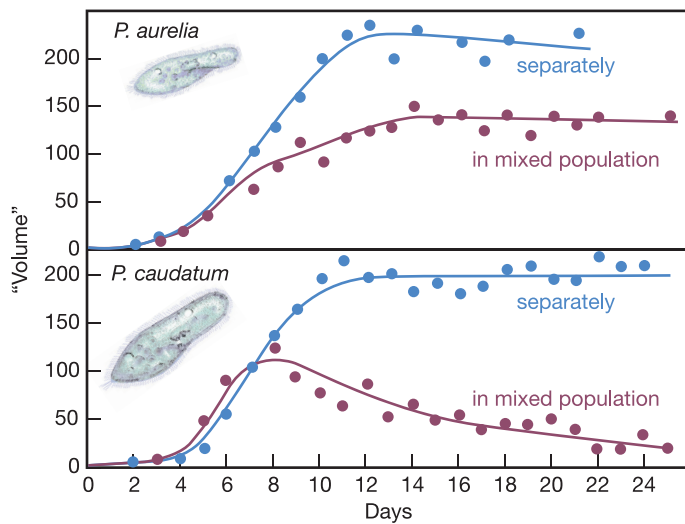 P. aurelia
200
150
100
50
0
separately
in mixed population
“Volume”
P. caudatum
200
150
100
50
0
separately
in mixed population
0 2 4 6 8 10 12 14 16 18 20 22 24
Days